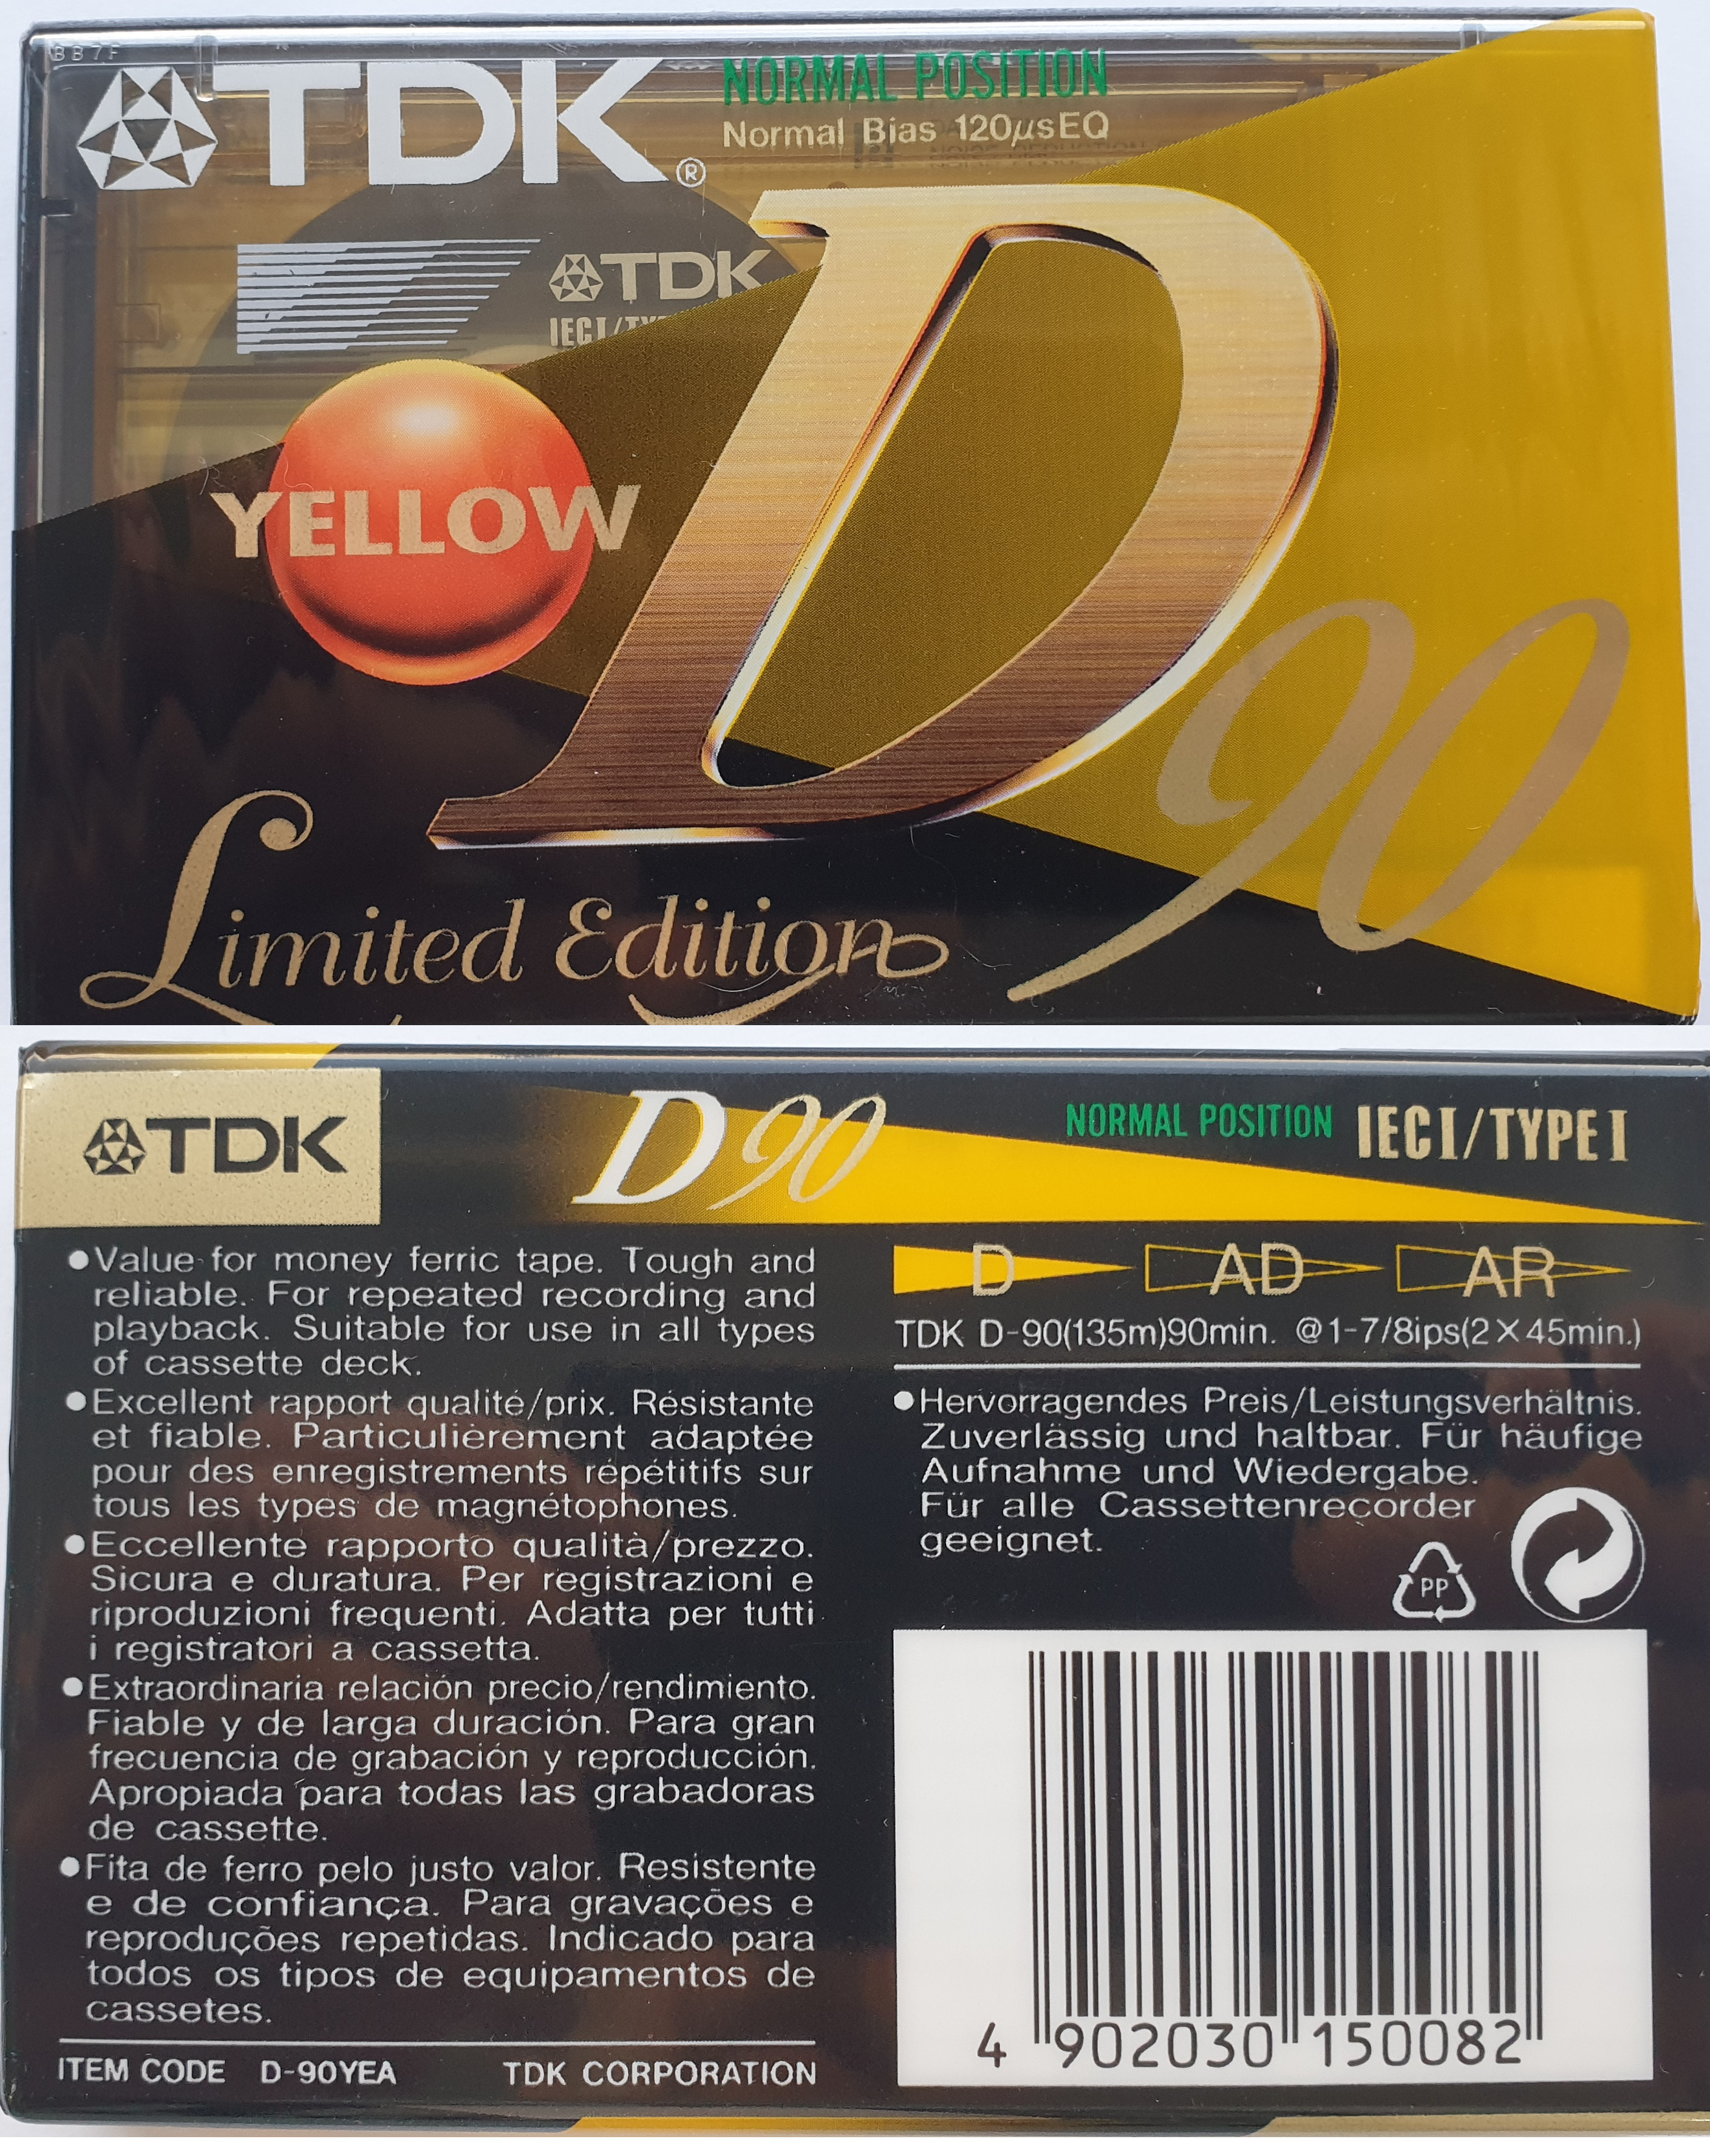 BB7F
TDK®
NORMAL POSITION
Normal Bias 120µsEQ
TDK
IEC I/TY
YELLOW
D90
Limited Edition
TDK
D90
NORMAL POSITION IEC I/TYPE I
●Value for money ferric tape. Tough and
reliable. For repeated recording and
playback. Suitable for use in all types
of cassette deck.
●Excellent rapport qualité/prix. Résistante
et fiable. Particulièrement adaptée
pour des enregistrements répétitifs sur
tous les types de magnétophones.
●Eccellente rapporto qualità/prezzo.
Sicura e duratura. Per registrazioni e
riproduzioni frequenti. Adatta per tutti
i registratori a cassetta.
●Extraordinaria relación precio/rendimiento.
Fiable y de larga duración. Para gran
frecuencia de grabación y reproducción.
Apropiada para todas las grabadoras
de cassette.
●Fita de ferro pelo justo valor. Resistente
e de confiança. Para gravações e
reproduções repetidas. Indicado para
todos os tipos de equipamentos de
cassetes.
ITEM CODE D-90YEA TDK CORPORATION
D AD AR
TDK D-90(135m)90min. @1-7/8ips(2×45min.)
●Hervorragendes Preis/Leistungsverhältnis.
Zuverlässig und haltbar. Für häufige
Aufnahme und Wiedergabe.
Für alle Cassettenrecorder
geeignet.
PP
4 902030 150082